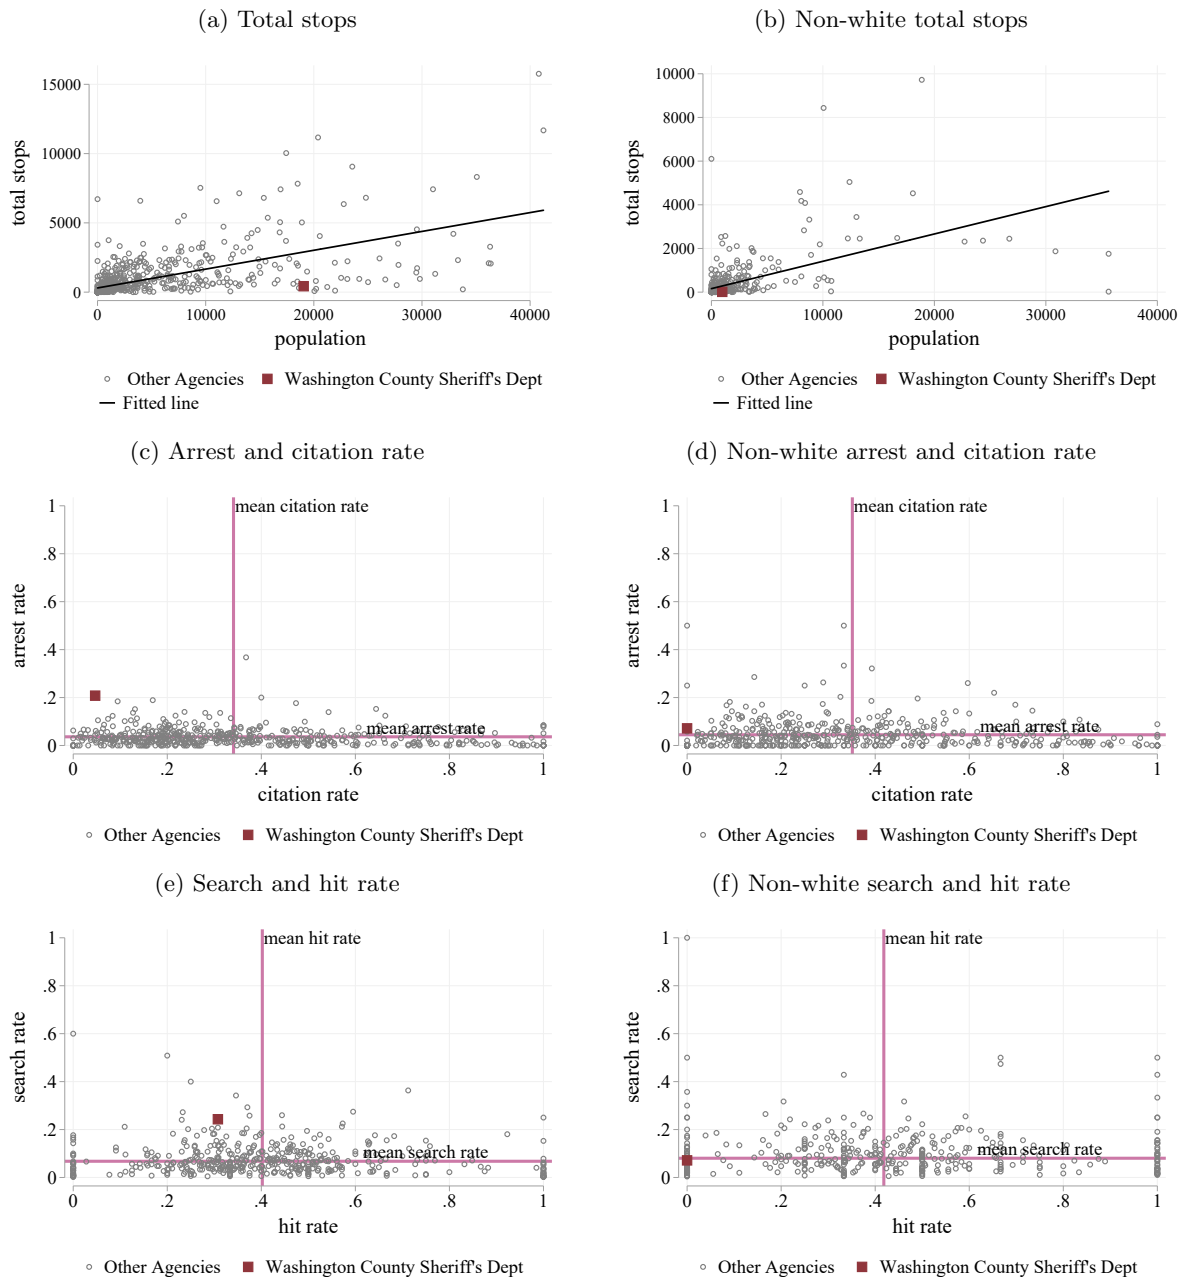 (a) Total stops
total stops
15000
10000
5000
0
0 10000 20000 30000 40000
population
Other Agencies Washington County Sheriff's Dept
Fitted line
(b) Non-white total stops
total stops
10000
8000
6000
4000
2000
0
0 10000 20000 30000 40000
population
Other Agencies Washington County Sheriff's Dept
Fitted line
(c) Arrest and citation rate
arrest rate
1
.8
.6
.4
.2
0
mean citation rate
mean arrest rate
0 .2 .4 .6 .8 1
citation rate
Other Agencies Washington County Sheriff's Dept
(d) Non-white arrest and citation rate
arrest rate
1
.8
.6
.4
.2
0
mean citation rate
mean arrest rate
0 .2 .4 .6 .8 1
citation rate
Other Agencies Washington County Sheriff's Dept
(e) Search and hit rate
search rate
1
.8
.6
.4
.2
0
mean hit rate
mean search rate
0 .2 .4 .6 .8 1
hit rate
Other Agencies Washington County Sheriff's Dept
(f) Non-white search and hit rate
search rate
1
.8
.6
.4
.2
0
mean hit rate
mean search rate
0 .2 .4 .6 .8 1
hit rate
Other Agencies Washington County Sheriff's Dept